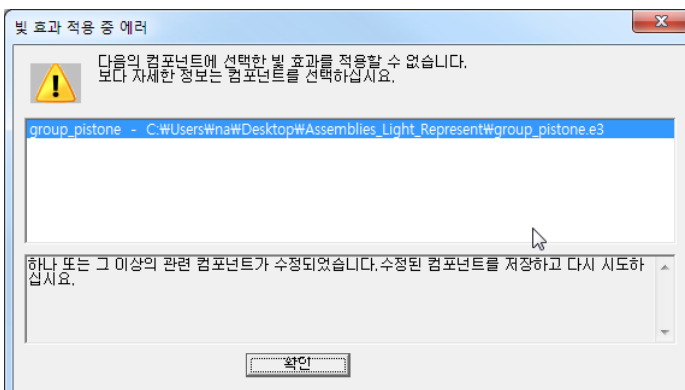 빛 효과 적용 중 에러
다음의 컴포넌트에 선택한 빛 효과를 적용할 수 없습니다.
보다 자세한 정보는 컴포넌트를 선택하십시요.
group_pistone - C:₩Users₩na₩Desktop₩Assemblies_Light_Represent₩group_pistone.e3
하나 또는 그 이상의 관련 컴포넌트가 수정되었습니다.수정된 컴포넌트를 저장하고 다시 시도하
십시요.
확인